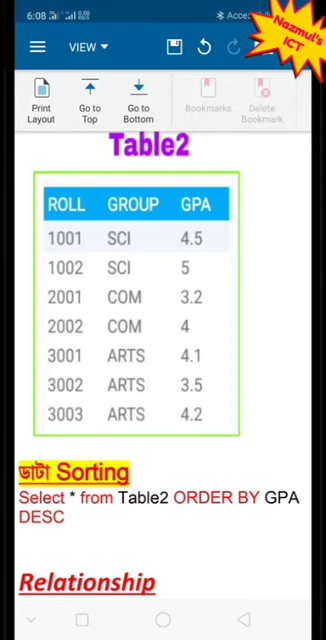 6:08
Acce
Nazmul's
ICT
VIEW
Print Layout
Go to Top
Go to Bottom
Bookmarks
Delete Bookmark
Table2
ROLL GROUP GPA
1001 SCI 4.5
1002 SCI 5
2001 COM 3.2
2002 COM 4
3001 ARTS 4.1
3002 ARTS 3.5
3003 ARTS 4.2
ডাটা Sorting
Select * from Table2 ORDER BY GPA
DESC
Relationship